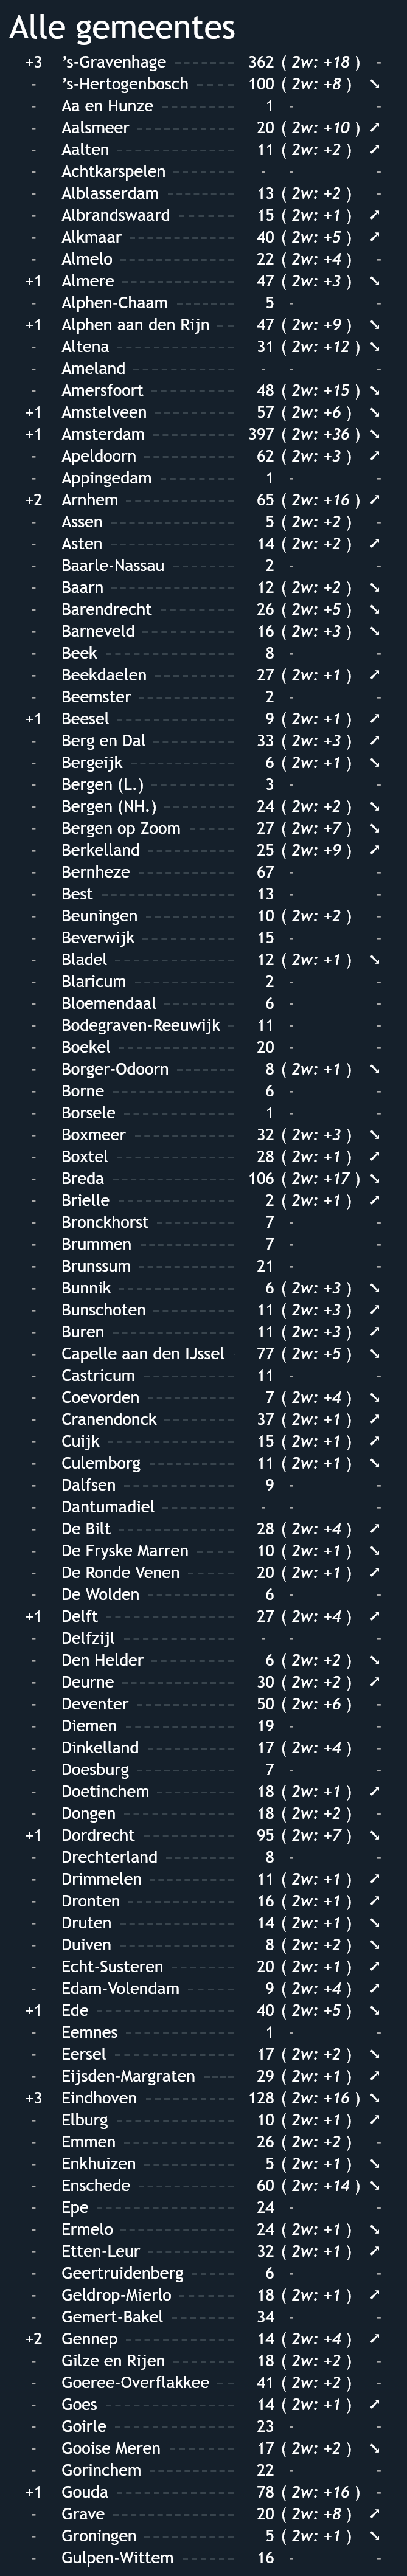 Alle gemeentes
+3 's-Gravenhage 362 ( 2w: +18 ) -
- 's-Hertogenbosch 100 ( 2w: +8 ) ➘
- Aa en Hunze 1 - -
- Aalsmeer 20 ( 2w: +10 ) ➚
- Aalten 11 ( 2w: +2 ) ➚
- Achtkarspelen - - -
- Alblasserdam 13 ( 2w: +2 ) -
- Albrandswaard 15 ( 2w: +1 ) ➚
- Alkmaar 40 ( 2w: +5 ) ➚
- Almelo 22 ( 2w: +4 ) -
+1 Almere 47 ( 2w: +3 ) ➘
- Alphen-Chaam 5 - -
+1 Alphen aan den Rijn 47 ( 2w: +9 ) ➘
- Altena 31 ( 2w: +12 ) ➘
- Ameland - - -
- Amersfoort 48 ( 2w: +15 ) ➘
+1 Amstelveen 57 ( 2w: +6 ) ➘
+1 Amsterdam 397 ( 2w: +36 ) ➘
- Apeldoorn 62 ( 2w: +3 ) ➚
- Appingedam 1 - -
+2 Arnhem 65 ( 2w: +16 ) ➚
- Assen 5 ( 2w: +2 ) -
- Asten 14 ( 2w: +2 ) ➚
- Baarle-Nassau 2 - -
- Baarn 12 ( 2w: +2 ) ➘
- Barendrecht 26 ( 2w: +5 ) ➘
- Barneveld 16 ( 2w: +3 ) ➘
- Beek 8 - -
- Beekdaelen 27 ( 2w: +1 ) ➚
- Beemster 2 - -
+1 Beesel 9 ( 2w: +1 ) ➚
- Berg en Dal 33 ( 2w: +3 ) ➚
- Bergeijk 6 ( 2w: +1 ) ➘
- Bergen (L.) 3 - -
- Bergen (NH.) 24 ( 2w: +2 ) ➘
- Bergen op Zoom 27 ( 2w: +7 ) ➘
- Berkelland 25 ( 2w: +9 ) ➚
- Bernheze 67 - -
- Best 13 - -
- Beuningen 10 ( 2w: +2 ) -
- Beverwijk 15 - -
- Bladel 12 ( 2w: +1 ) ➘
- Blaricum 2 - -
- Bloemendaal 6 - -
- Bodegraven-Reeuwijk 11 - -
- Boekel 20 - -
- Borger-Odoorn 8 ( 2w: +1 ) ➘
- Borne 6 - -
- Borsele 1 - -
- Boxmeer 32 ( 2w: +3 ) ➘
- Boxtel 28 ( 2w: +1 ) ➚
- Breda 106 ( 2w: +17 ) ➘
- Brielle 2 ( 2w: +1 ) ➚
- Bronckhorst 7 - -
- Brummen 7 - -
- Brunssum 21 - -
- Bunnik 6 ( 2w: +3 ) ➘
- Bunschoten 11 ( 2w: +3 ) ➚
- Buren 11 ( 2w: +3 ) ➚
- Capelle aan den IJssel 77 ( 2w: +5 ) ➘
- Castricum 11 - -
- Coevorden 7 ( 2w: +4 ) ➘
- Cranendonck 37 ( 2w: +1 ) ➚
- Cuijk 15 ( 2w: +1 ) ➚
- Culemborg 11 ( 2w: +1 ) ➘
- Dalfsen 9 - -
- Dantumadiel - - -
- De Bilt 28 ( 2w: +4 ) ➚
- De Fryske Marren 10 ( 2w: +1 ) ➘
- De Ronde Venen 20 ( 2w: +1 ) ➚
- De Wolden 6 - -
+1 Delft 27 ( 2w: +4 ) ➚
- Delfzijl - - -
- Den Helder 6 ( 2w: +2 ) ➘
- Deurne 30 ( 2w: +2 ) ➚
- Deventer 50 ( 2w: +6 ) -
- Diemen 19 - -
- Dinkelland 17 ( 2w: +4 ) -
- Doesburg 7 - -
- Doetinchem 18 ( 2w: +1 ) ➚
- Dongen 18 ( 2w: +2 ) -
+1 Dordrecht 95 ( 2w: +7 ) ➘
- Drechterland 8 - -
- Drimmelen 11 ( 2w: +1 ) ➚
- Dronten 16 ( 2w: +1 ) ➚
- Druten 14 ( 2w: +1 ) ➘
- Duiven 8 ( 2w: +2 ) ➘
- Echt-Susteren 20 ( 2w: +1 ) ➚
- Edam-Volendam 9 ( 2w: +4 ) ➚
+1 Ede 40 ( 2w: +5 ) ➘
- Eemnes 1 - -
- Eersel 17 ( 2w: +2 ) ➘
- Eijsden-Margraten 29 ( 2w: +1 ) ➚
+3 Eindhoven 128 ( 2w: +16 ) ➘
- Elburg 10 ( 2w: +1 ) ➚
- Emmen 26 ( 2w: +2 ) -
- Enkhuizen 5 ( 2w: +1 ) ➘
- Enschede 60 ( 2w: +14 ) ➘
- Epe 24 - -
- Ermelo 24 ( 2w: +1 ) ➘
- Etten-Leur 32 ( 2w: +1 ) ➚
- Geertruidenberg 6 - -
- Geldrop-Mierlo 18 ( 2w: +1 ) ➚
- Gemert-Bakel 34 - -
+2 Gennep 14 ( 2w: +4 ) ➚
- Gilze en Rijen 18 ( 2w: +2 ) -
- Goeree-Overflakkee 41 ( 2w: +2 ) -
- Goes 14 ( 2w: +1 ) ➚
- Goirle 23 - -
- Gooise Meren 17 ( 2w: +2 ) ➘
- Gorinchem 22 - -
+1 Gouda 78 ( 2w: +16 ) -
- Grave 20 ( 2w: +8 ) ➚
- Groningen 5 ( 2w: +1 ) ➘
- Gulpen-Wittem 16 - -